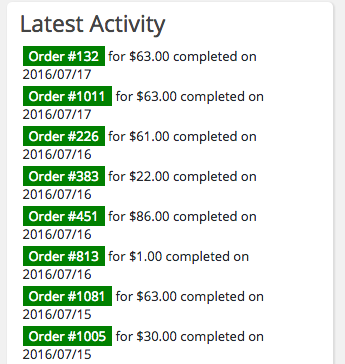 Latest Activity
Order #132 for $63.00 completed on
2016/07/17
Order #1011 for $63.00 completed on
2016/07/17
Order #226 for $61.00 completed on
2016/07/16
Order #383 for $22.00 completed on
2016/07/16
Order #451 for $86.00 completed on
2016/07/16
Order #813 for $1.00 completed on
2016/07/16
Order #1081 for $63.00 completed on
2016/07/15
Order #1005 for $30.00 completed on
2016/07/15